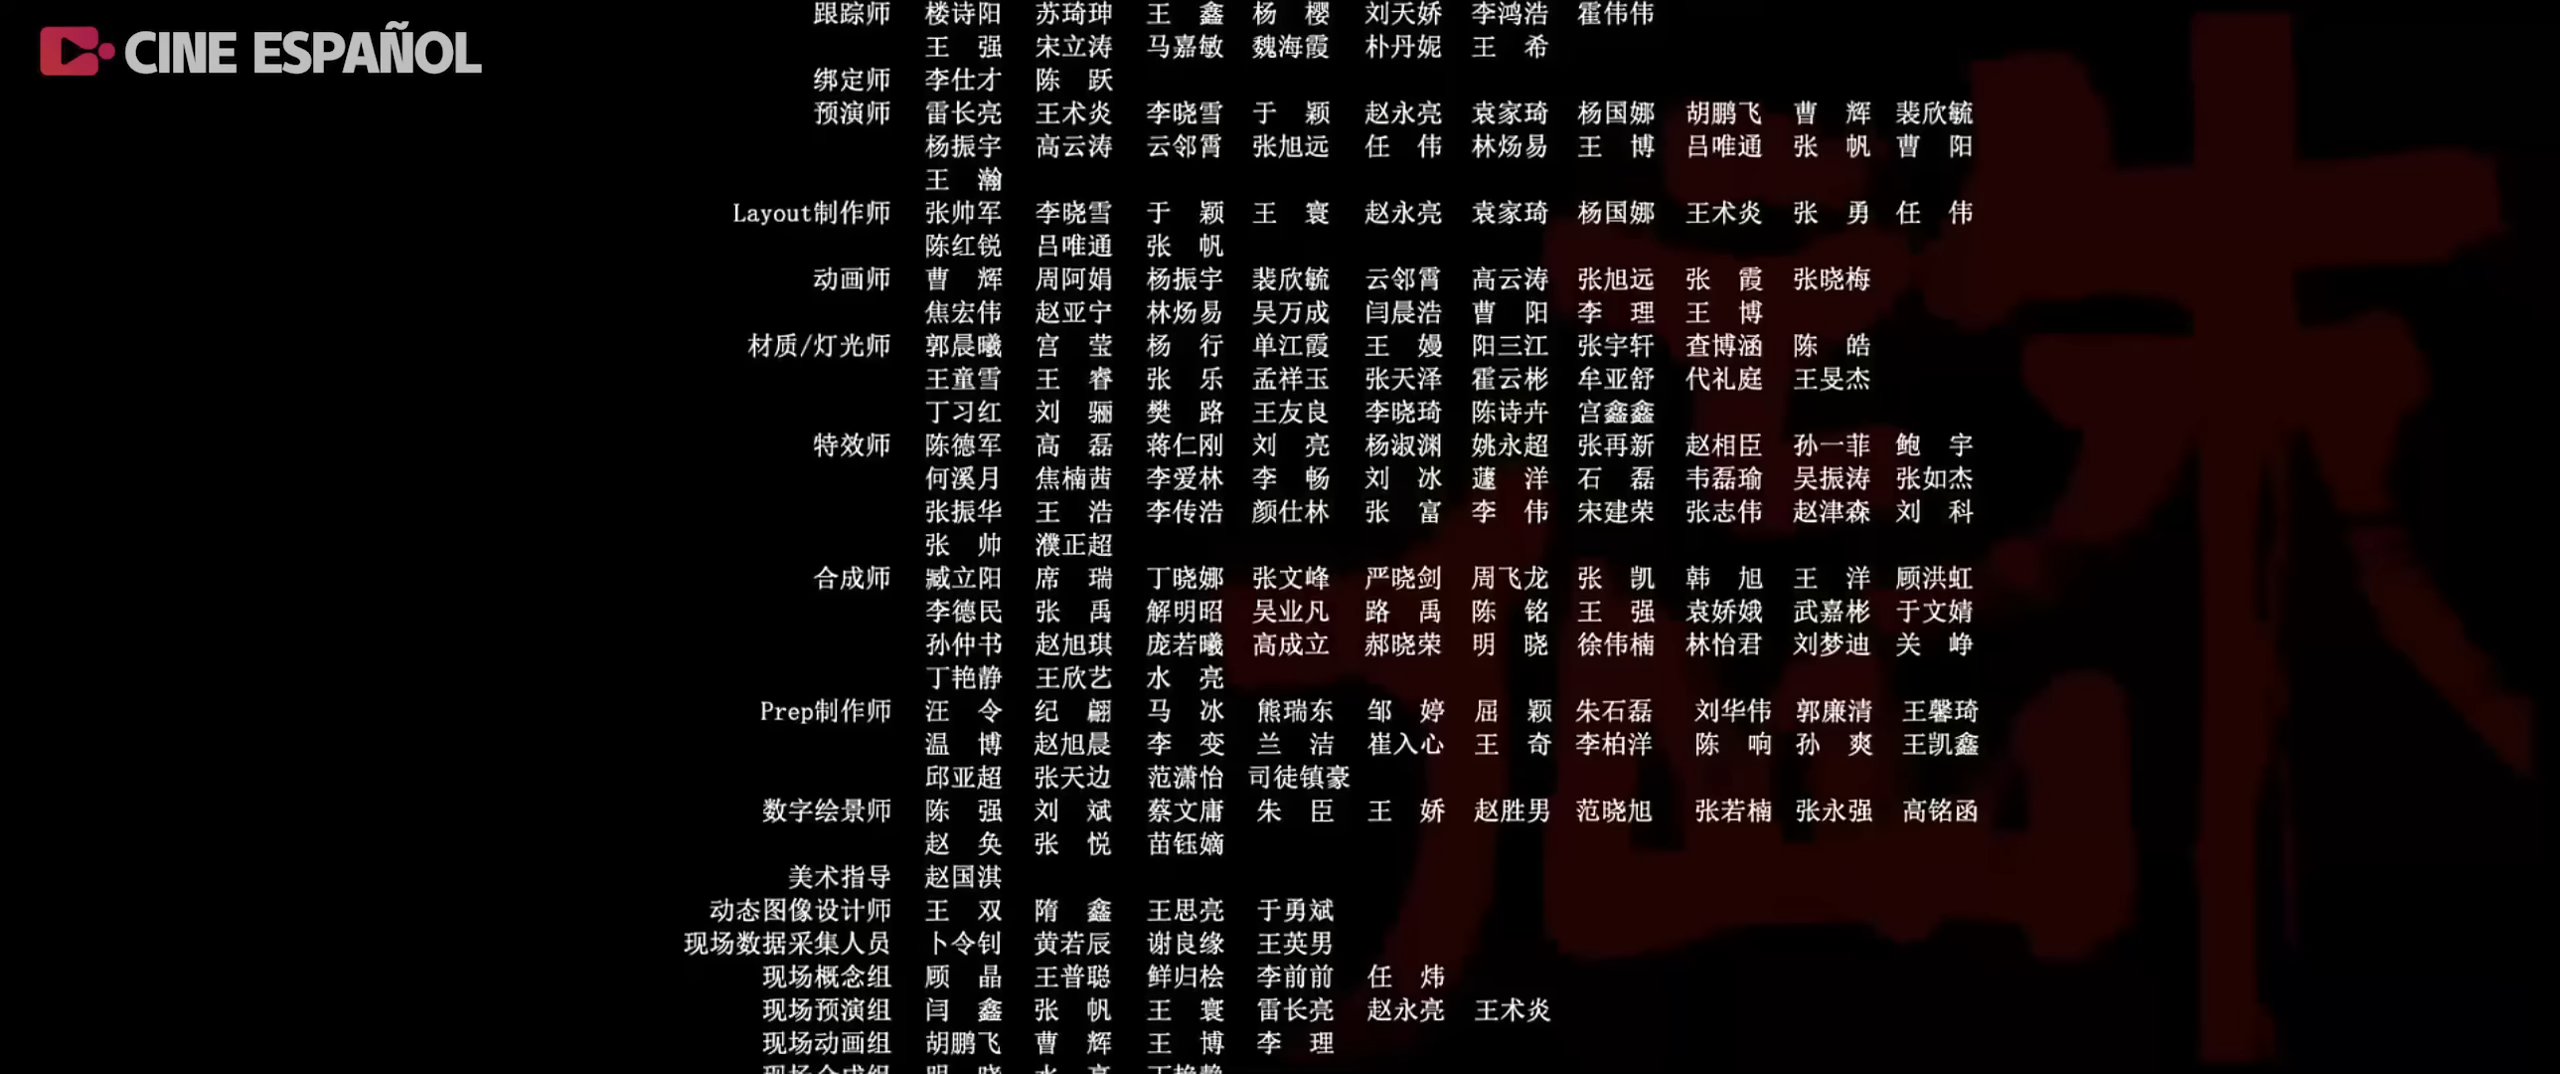 CINE ESPAÑOL
跟踪师 楼诗阳 苏琦珅 王 鑫 杨 樱 刘天娇 李鸿浩 霍伟伟
王 强 宋立涛 马嘉敏 魏海霞 朴丹妮 王 希
绑定师 李仕才 陈 跃
预演师 雷长亮 王术炎 李晓雪 于 颖 赵永亮 袁家琦 杨国娜 胡鹏飞 曹 辉 裴欣毓
杨振宇 高云涛 云邻霄 张旭远 任 伟 林炀易 王 博 吕唯通 张 帆 曹 阳
王 瀚
Layout制作师 张帅军 李晓雪 于 颖 王 寰 赵永亮 袁家琦 杨国娜 王术炎 张 勇 任 伟
陈红锐 吕唯通 张 帆
动画师 曹 辉 周阿娟 杨振宇 裴欣毓 云邻霄 高云涛 张旭远 张 霞 张晓梅
焦宏伟 赵亚宁 林炀易 吴万成 闫晨浩 曹 阳 李 理 王 博
材质/灯光师 郭晨曦 宫 莹 杨 行 单江霞 王 嫚 阳三江 张宇轩 查博涵 陈 皓
王童雪 王 睿 张 乐 孟祥玉 张天泽 霍云彬 牟亚舒 代礼庭 王旻杰
丁习红 刘 骊 樊 路 王友良 李晓琦 陈诗卉 宫鑫鑫
特效师 陈德军 高 磊 蒋仁刚 刘 亮 杨淑渊 姚永超 张再新 赵相臣 孙一菲 鲍 宇
何溪月 焦楠茜 李爱林 李 畅 刘 冰 蘧 洋 石 磊 韦磊瑜 吴振涛 张如杰
张振华 王 浩 李传浩 颜仕林 张 富 李 伟 宋建荣 张志伟 赵津森 刘 科
张 帅 濮正超
合成师 臧立阳 席 瑞 丁晓娜 张文峰 严晓剑 周飞龙 张 凯 韩 旭 王 洋 顾洪虹
李德民 张 禹 解明昭 吴业凡 路 禹 陈 铭 王 强 袁娇娥 武嘉彬 于文婧
孙仲书 赵旭琪 庞若曦 高成立 郝晓荣 明 晓 徐伟楠 林怡君 刘梦迪 关 峥
丁艳静 王欣艺 水 亮
Prep制作师 汪 令 纪 翩 马 冰 熊瑞东 邹 婷 屈 颖 朱石磊 刘华伟 郭廉清 王馨琦
温 博 赵旭晨 李 变 兰 洁 崔入心 王 奇 李柏洋 陈 响 孙 爽 王凯鑫
邱亚超 张天边 范潇怡 司徒镇豪
数字绘景师 陈 强 刘 斌 蔡文庸 朱 臣 王 娇 赵胜男 范晓旭 张若楠 张永强 高铭函
赵 奂 张 悦 苗钰嫡
美术指导 赵国淇
动态图像设计师 王 双 隋 鑫 王思亮 于勇斌
现场数据采集人员 卜令钊 黄若辰 谢良缘 王英男
现场概念组 顾 晶 王普聪 鲜归桧 李前前 任 炜
现场预演组 闫 鑫 张 帆 王 寰 雷长亮 赵永亮 王术炎
现场动画组 胡鹏飞 曹 辉 王 博 李 理
现场合成组 明 晓 水 亮 丁艳静